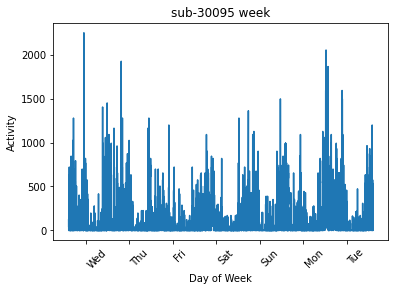 sub-30095 week
Activity
2000
1500
1000
500
0
Wed
Thu
Fri
Sat
Sun
Mon
Tue
Day of Week